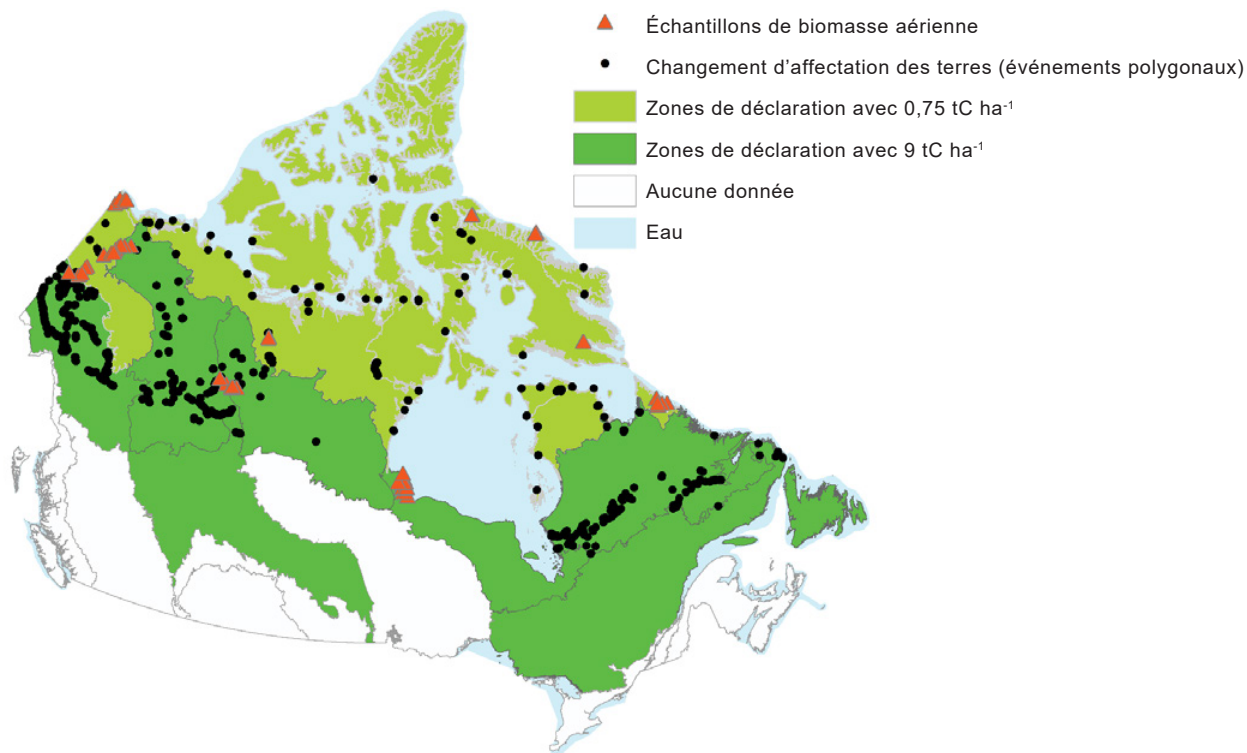 Échantillons de biomasse aérienne
Changement d'affectation des terres (événements polygonaux)
Zones de déclaration avec 0,75 tC ha⁻¹
Zones de déclaration avec 9 tC ha⁻¹
Aucune donnée
Eau